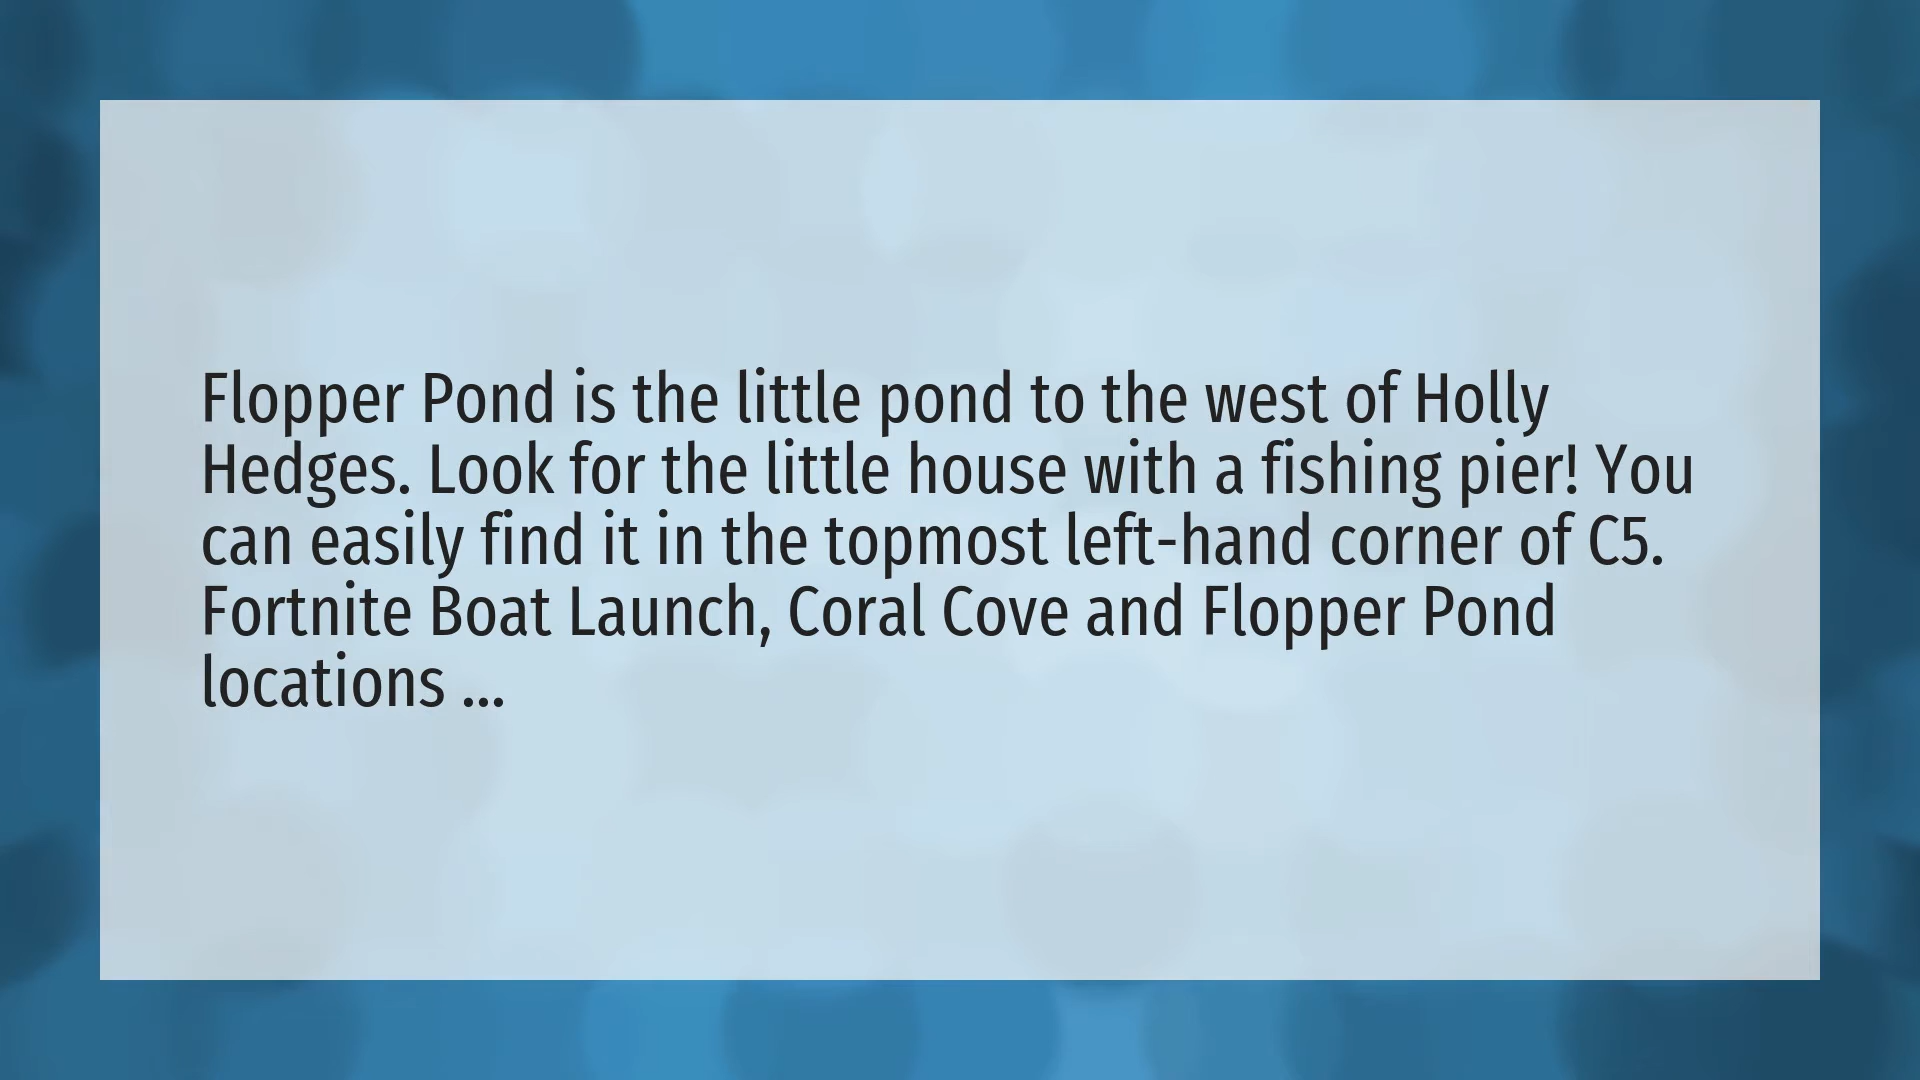 Flopper Pond is the little pond to the west of Holly
Hedges. Look for the little house with a fishing pier! You
can easily find it in the topmost left-hand corner of C5.
Fortnite Boat Launch, Coral Cove and Flopper Pond
locations ...